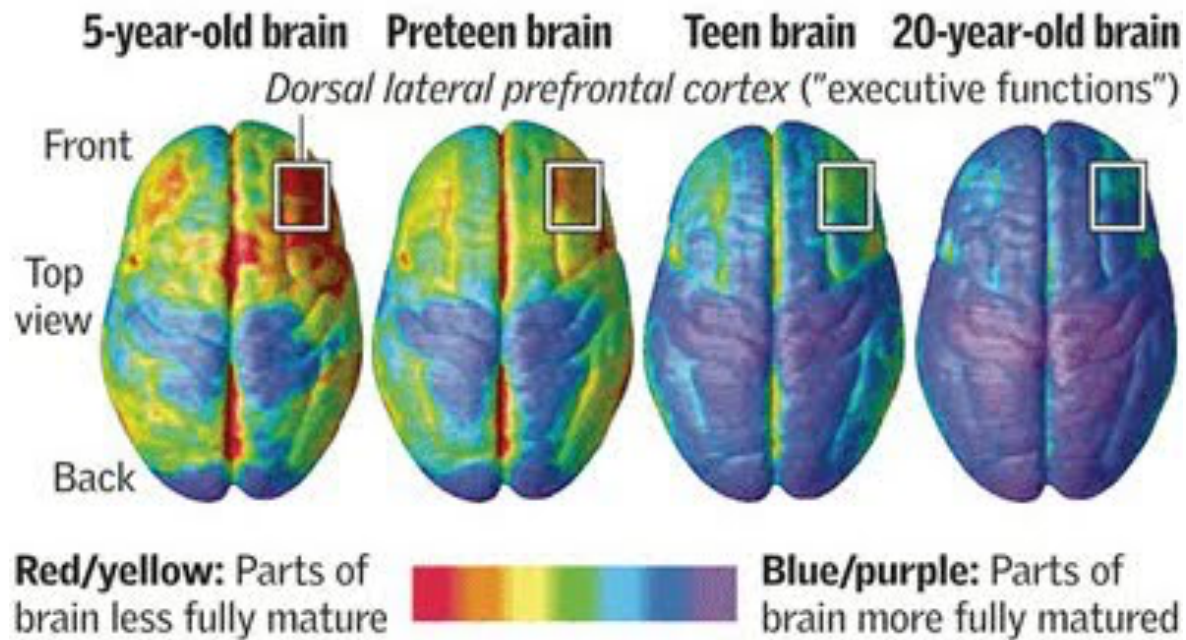 5-year-old brain Preteen brain Teen brain 20-year-old brain
Dorsal lateral prefrontal cortex ("executive functions")
Front
Top
view
Back
Red/yellow: Parts of
brain less fully mature
Blue/purple: Parts of
brain more fully matured